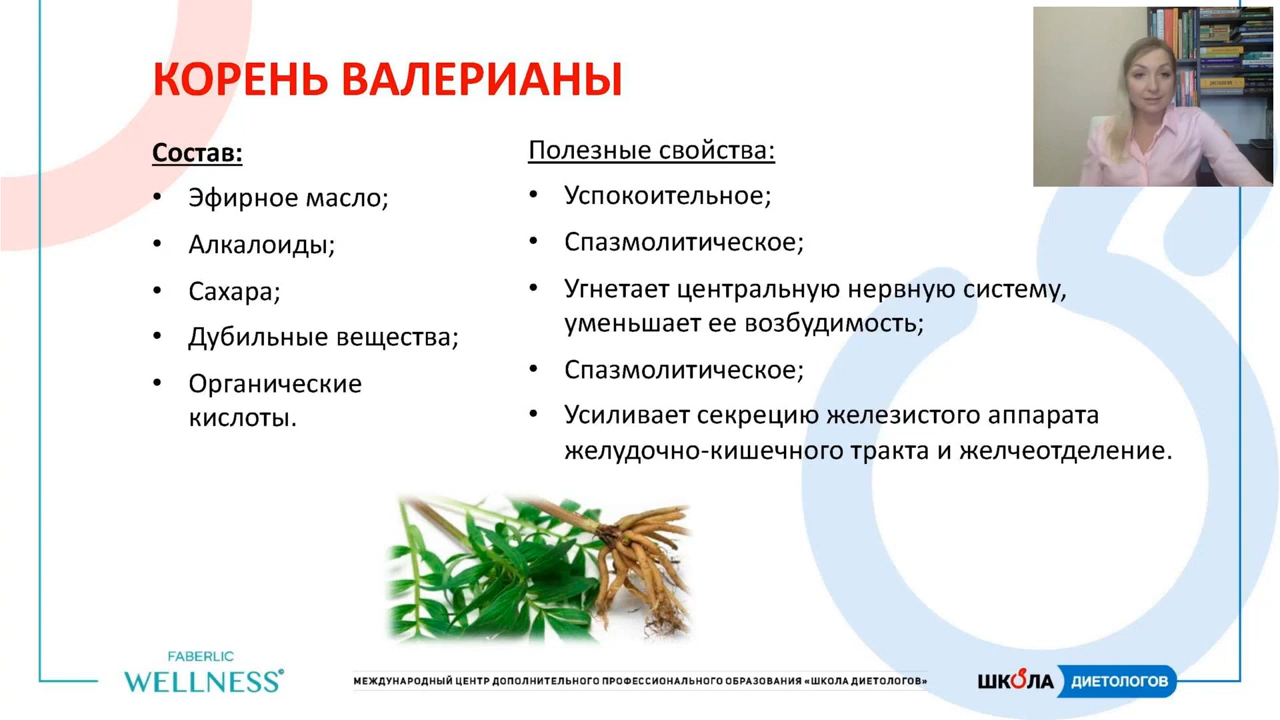 КОРЕНЬ ВАЛЕРИАНЫ
Состав:
• Эфирное масло;
• Алкалоиды;
• Сахара;
• Дубильные вещества;
• Органические
кислоты.
Полезные свойства:
• Успокоительное;
• Спазмолитическое;
• Угнетает центральную нервную систему,
уменьшает ее возбудимость;
• Спазмолитическое;
• Усиливает секрецию железистого аппарата
желудочно-кишечного тракта и желчеотделение.
FABERLIC
WELLNESS©
МЕЖДУНАРОДНЫЙ ЦЕНТР ДОПОЛНИТЕЛЬНОГО ПРОФЕССИОНАЛЬНОГО ОБРАЗОВАНИЯ «ШКОЛА ДИЕТОЛОГОВ»
ШКОЛА ДИЕТОЛОГОВ